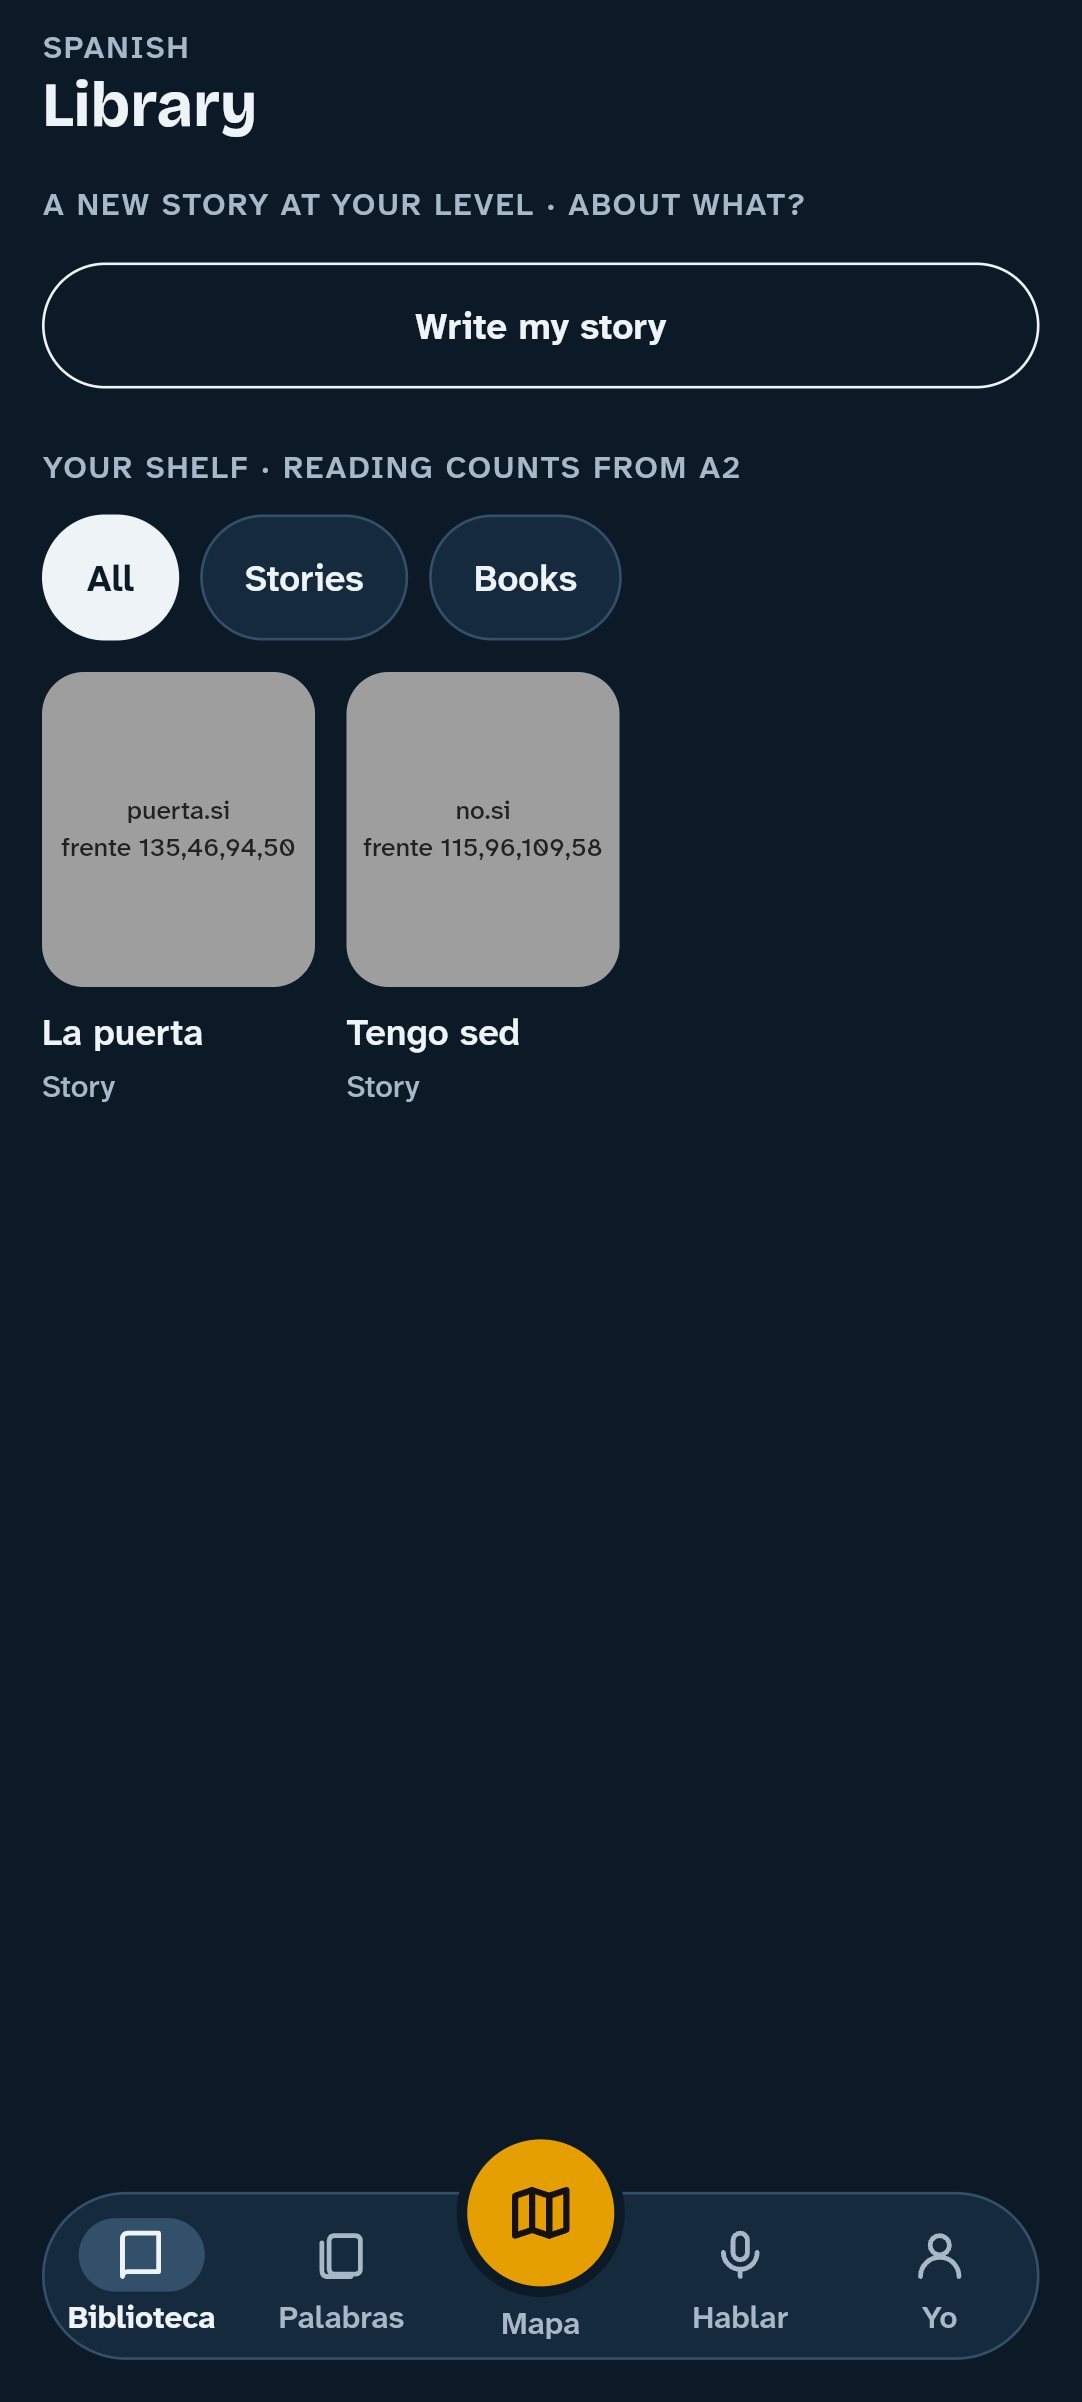 SPANISH
Library
A NEW STORY AT YOUR LEVEL · ABOUT WHAT?
Write my story
YOUR SHELF · READING COUNTS FROM A2
All
Stories
Books
puerta.si
frente 135,46,94,50
no.si
frente 115,96,109,58
La puerta
Story
Tengo sed
Story
Biblioteca
Palabras
Mapa
Hablar
Yo